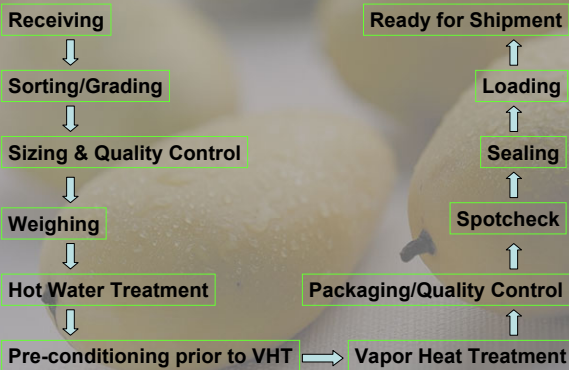 Receiving
Sorting/Grading
Sizing & Quality Control
Weighing
Hot Water Treatment
Pre-conditioning prior to VHT
Vapor Heat Treatment
Packaging/Quality Control
Spotcheck
Sealing
Loading
Ready for Shipment